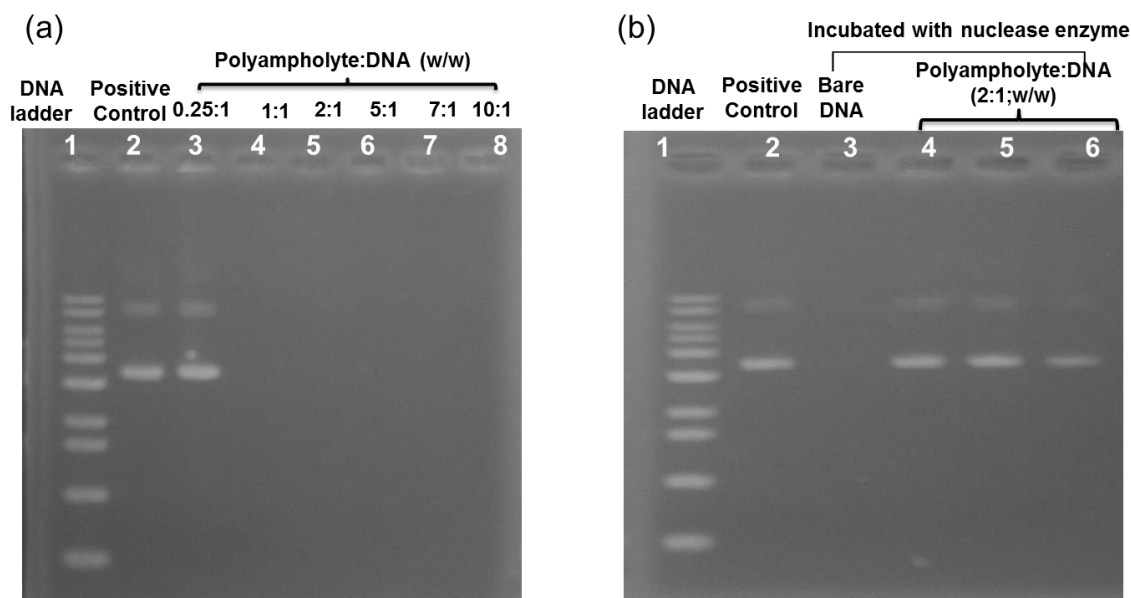 (a)
Polyampholyte:DNA (w/w)
DNA ladder
Positive Control
0.25:1 1:1 2:1 5:1 7:1 10:1
1 2 3 4 5 6 7 8
(b)
Incubated with nuclease enzyme
DNA ladder
Positive Control
Bare DNA
Polyampholyte:DNA
(2:1;w/w)
1 2 3 4 5 6